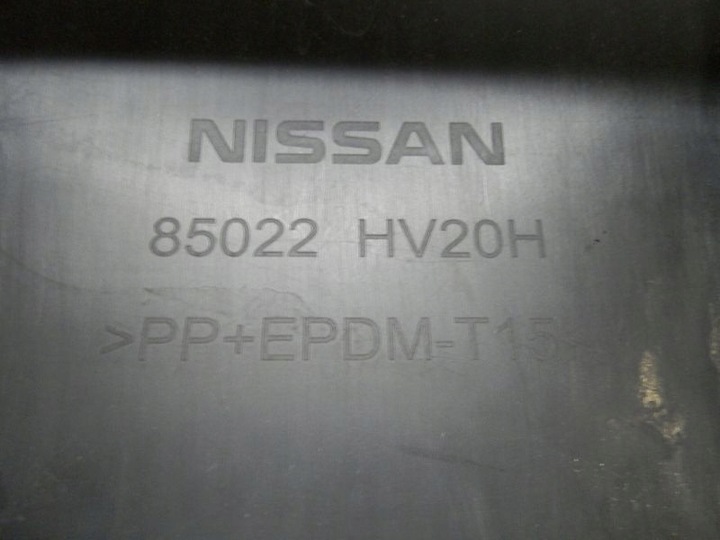 NISSAN
85022 HV20H
>PP+EPDM-T15<